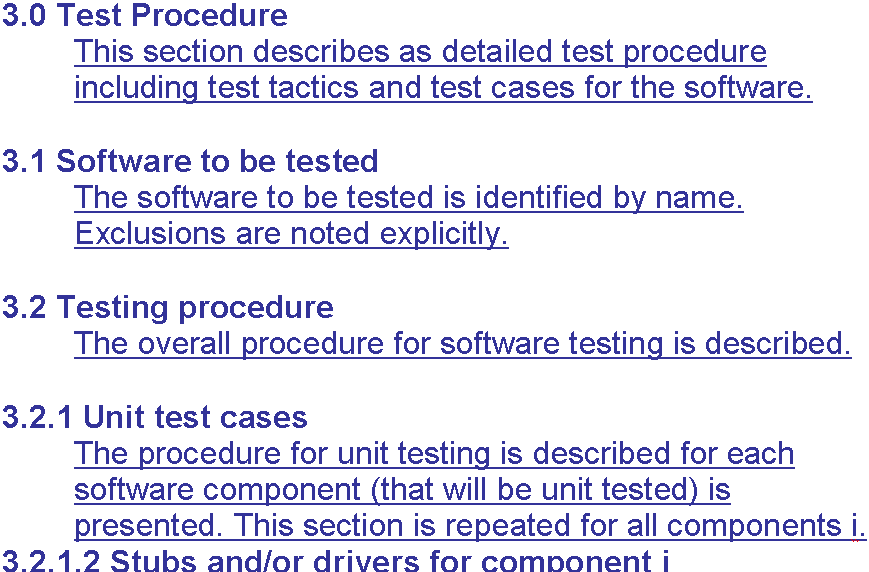 3.0 Test Procedure
This section describes as detailed test procedure
including test tactics and test cases for the software.
3.1 Software to be tested
The software to be tested is identified by name.
Exclusions are noted explicitly.
3.2 Testing procedure
The overall procedure for software testing is described.
3.2.1 Unit test cases
The procedure for unit testing is described for each
software component (that will be unit tested) is
presented. This section is repeated for all components i.
3.2.1.2 Stubs and/or drivers for component i